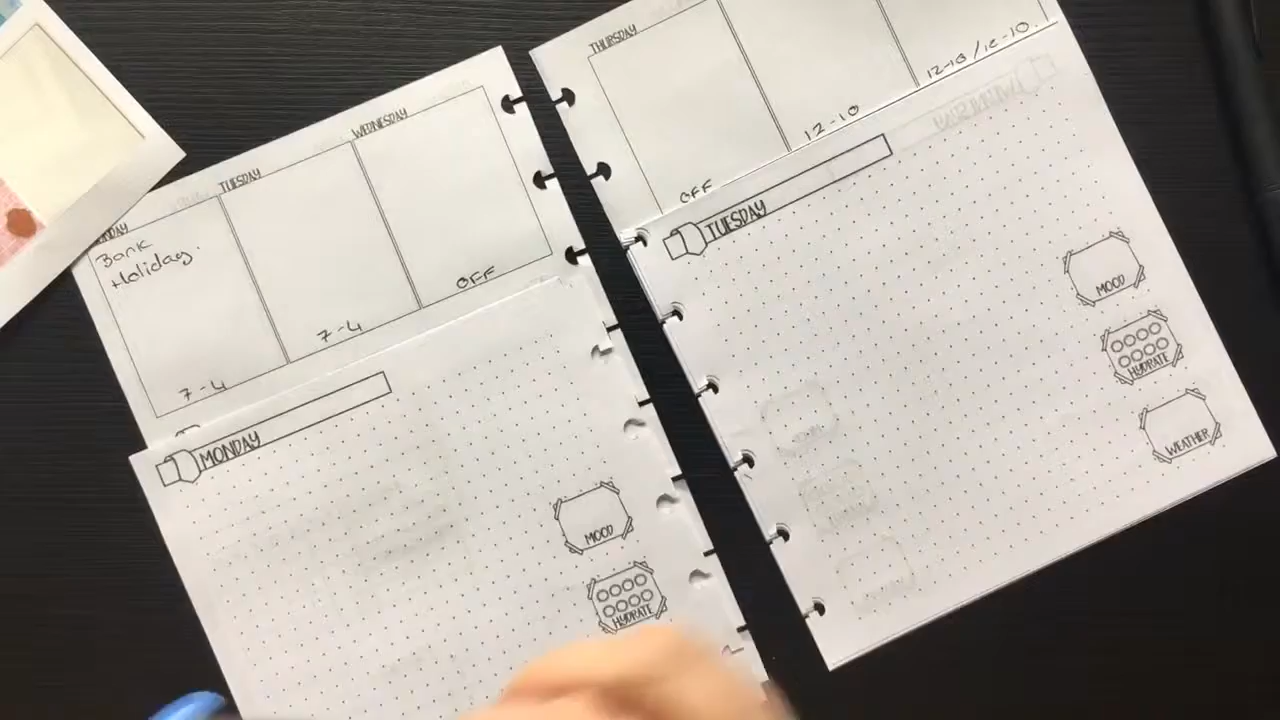 TUESDAY
WEDNESDAY
Bank
Holiday
7-4
7-4
OFF
MONDAY
MOOD
HYDRATE
THURSDAY
OFF
12-10
12-10/12-10.
TUESDAY
MOOD
HYDRATE
WEATHER